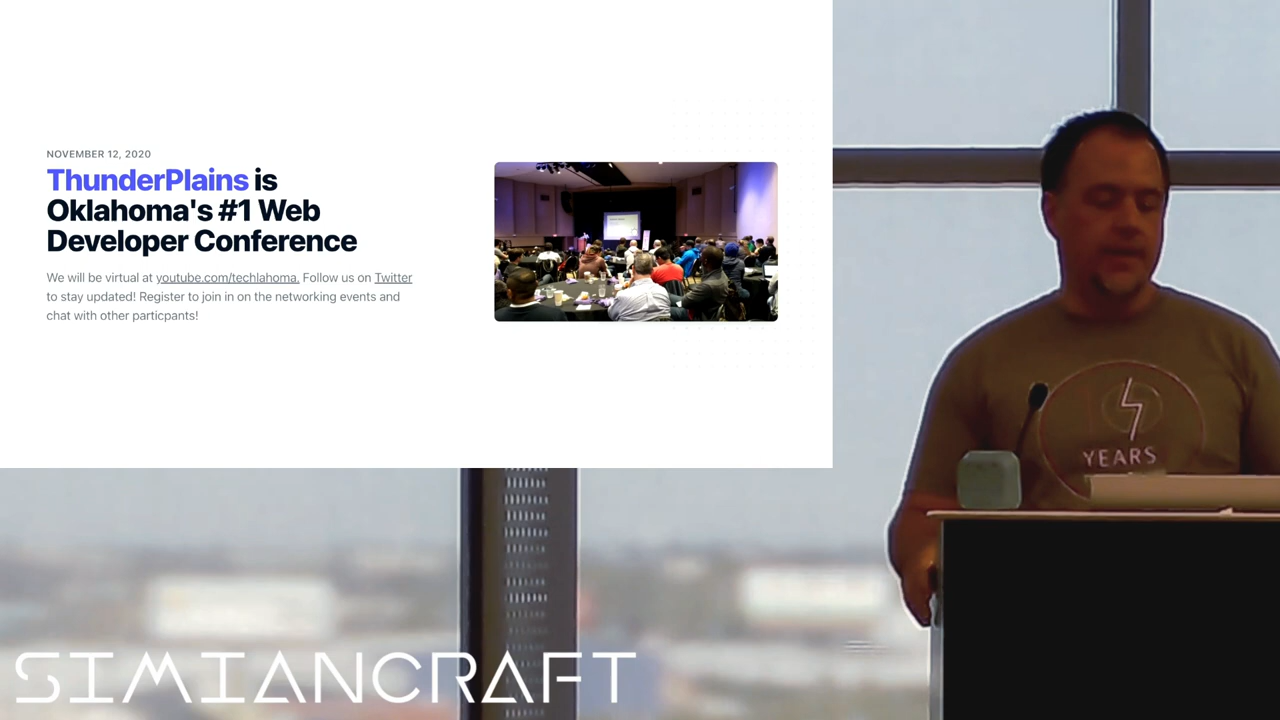 NOVEMBER 12, 2020
ThunderPlains is
Oklahoma's #1 Web
Developer Conference
We will be virtual at youtube.com/techlahoma. Follow us on Twitter
to stay updated! Register to join in on the networking events and
chat with other particpants!
YEARS
SIMIANCRAFT